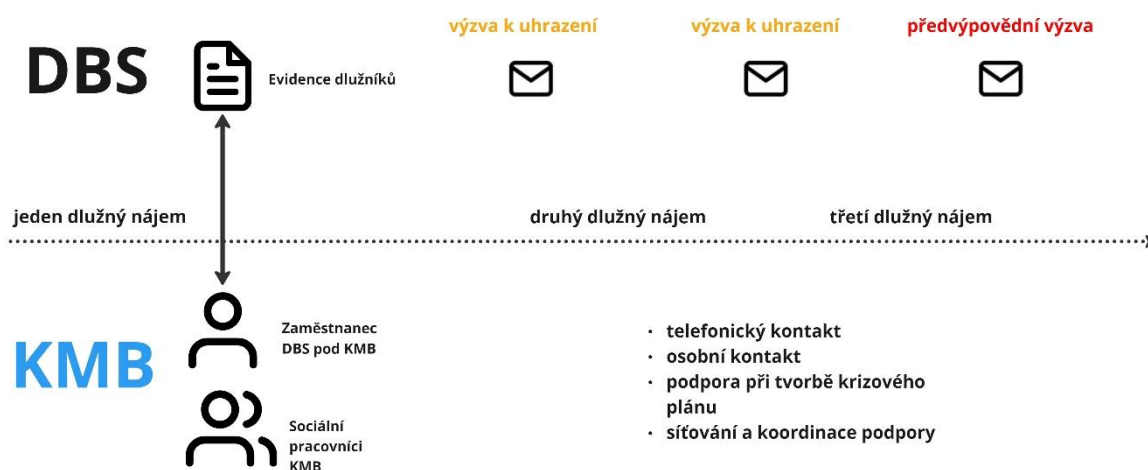 výzva k uhrazení
výzva k uhrazení
předvýpovědní výzva
DBS
Evidence dlužníků
jeden dlužný nájem
druhý dlužný nájem
třetí dlužný nájem
KMB
Zaměstnanec
DBS pod KMB
Sociální
pracovníci
KMB
· telefonický kontakt
· osobní kontakt
· podpora při tvorbě krizového
plánu
· síťování a koordinace podpory